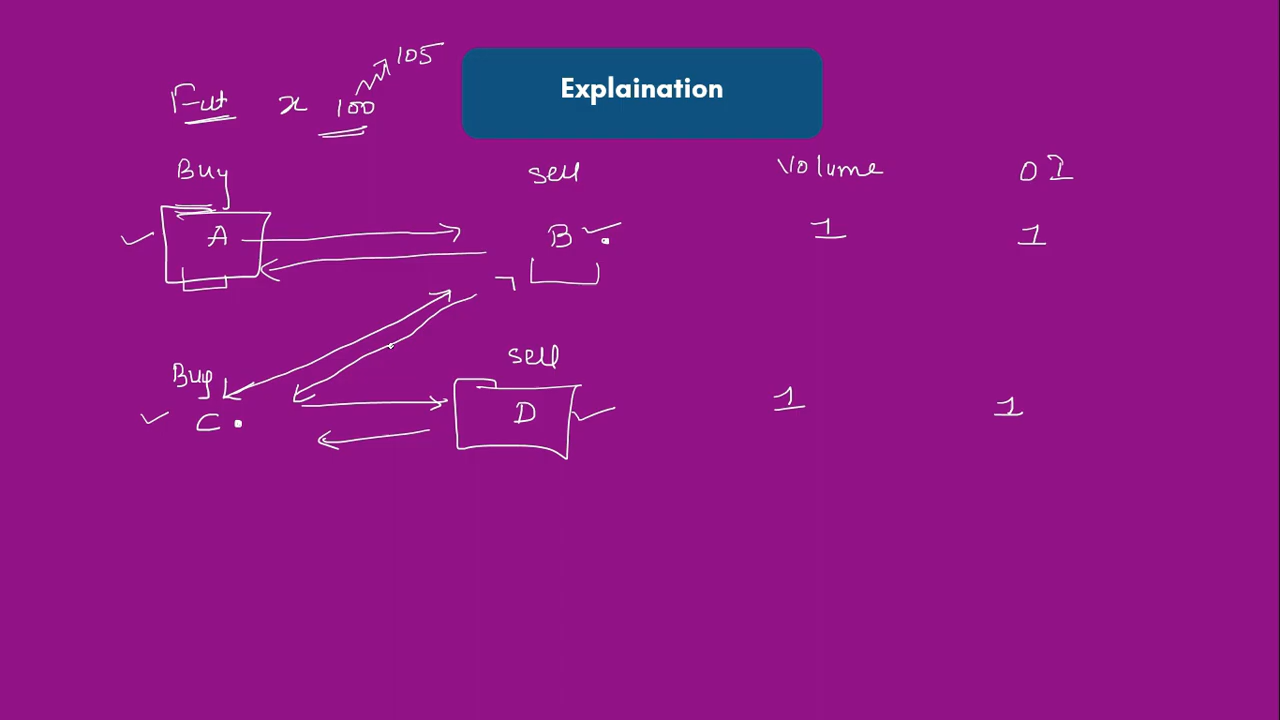 105
Explaination
Fut x 100
Buy sell Volume OI
A B 1 1
sell
Buy
C D 1 1